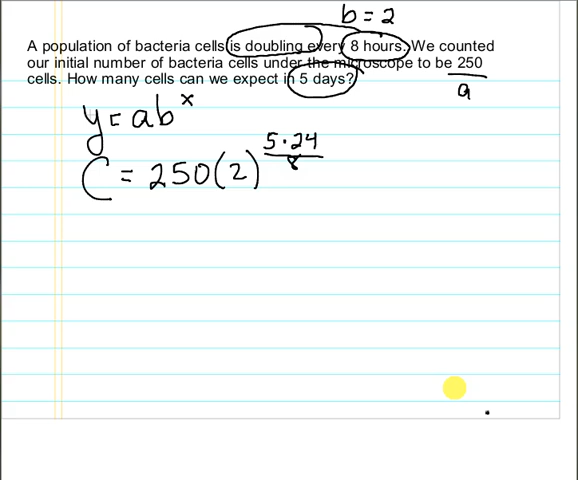 b = 2
A population of bacteria cells is doubling every 8 hours. We counted
our initial number of bacteria cells under the microscope to be 250
cells. How many cells can we expect in 5 days?
a
y = ab^x
C = 250(2)^(5·24/8)